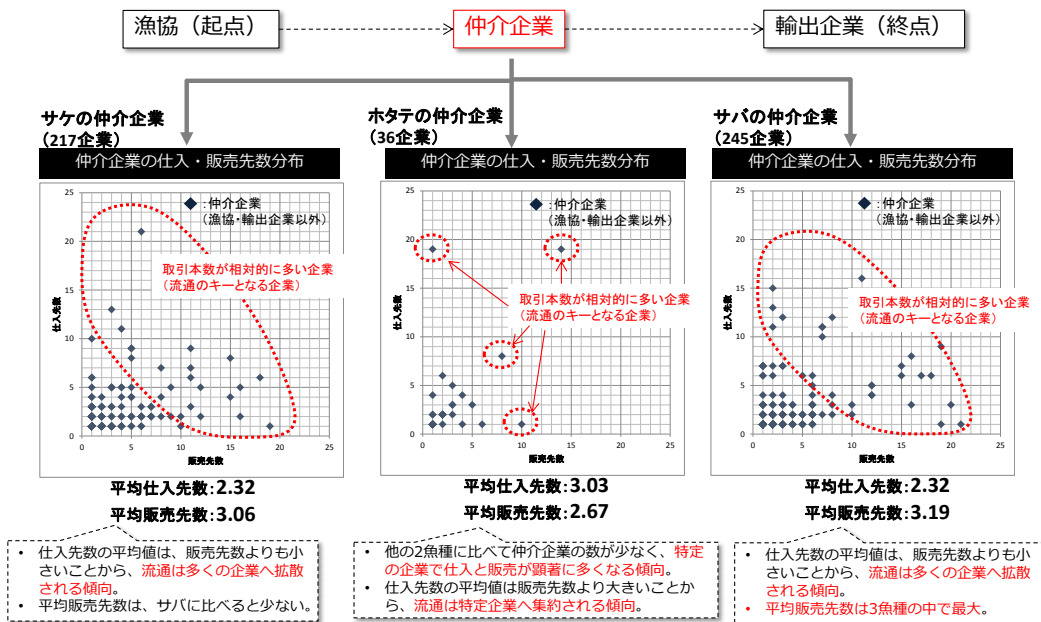 漁協（起点）
仲介企業
輸出企業（終点）
サケの仲介企業
（217企業）
仲介企業の仕入・販売先数分布
25
20
15
10
5
0
0
5
10
15
20
25
仕入先数
販売先数
◆:仲介企業
（漁協・輸出企業以外）
取引本数が相対的に多い企業
（流通のキーとなる企業）
平均仕入先数:2.32
平均販売先数:3.06
• 仕入先数の平均値は、販売先数よりも小
さいことから、流通は多くの企業へ拡散
される傾向。
• 平均販売先数は、サバに比べると少ない。
ホタテの仲介企業
（36企業）
仲介企業の仕入・販売先数分布
25
20
15
10
5
0
0
5
10
15
20
25
仕入先数
販売先数
◆:仲介企業
（漁協・輸出企業以外）
取引本数が相対的に多い企業
（流通のキーとなる企業）
平均仕入先数:3.03
平均販売先数:2.67
• 他の2魚種に比べて仲介企業の数が少なく、特定
の企業で仕入と販売が顕著に多くなる傾向。
• 仕入先数の平均は販売先数より大きいことか
ら、流通は特定企業へ集約される傾向。
サバの仲介企業
（245企業）
仲介企業の仕入・販売先数分布
25
20
15
10
5
0
0
5
10
15
20
25
仕入先数
販売先数
◆:仲介企業
（漁協・輸出企業以外）
取引本数が相対的に多い企業
（流通のキーとなる企業）
平均仕入先数:2.32
平均販売先数:3.19
• 仕入先数の平均値は、販売先数よりも小
さいことから、流通は多くの企業へ拡散
される傾向。
• 平均販売先数は3魚種の中で最大。